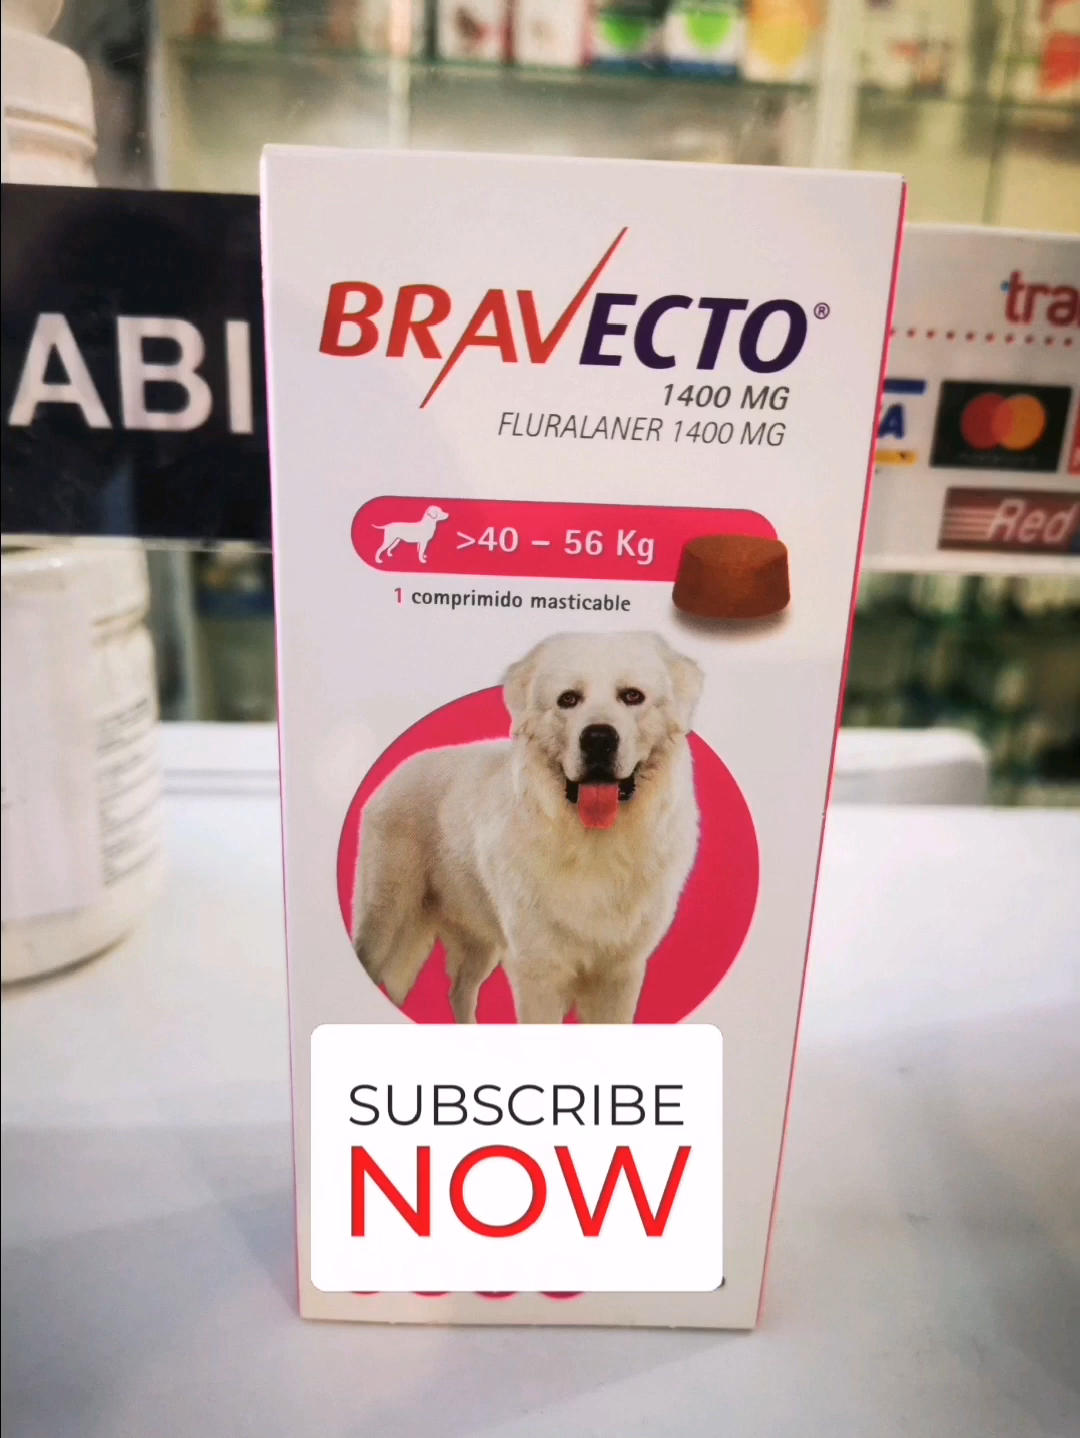 BRAVECTO®
1400 MG
FLURALANER 1400 MG
>40 – 56 Kg
1 comprimido masticable
SUBSCRIBE
NOW
ABI
tra
Red